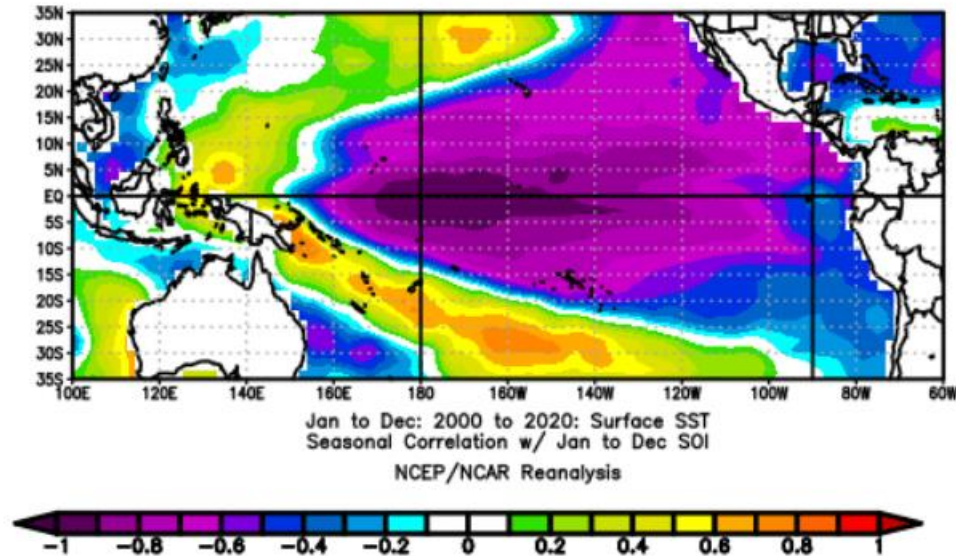 35N
30N
25N
20N
15N
10N
5N
EQ
5S
10S
15S
20S
25S
30S
35S
100E 120E 140E 160E 180 160W 140W 120W 100W 80W 60W
Jan to Dec: 2000 to 2020: Surface SST
Seasonal Correlation w/ Jan to Dec SOI
NCEP/NCAR Reanalysis
-1 -0.8 -0.6 -0.4 -0.2 0 0.2 0.4 0.6 0.8 1